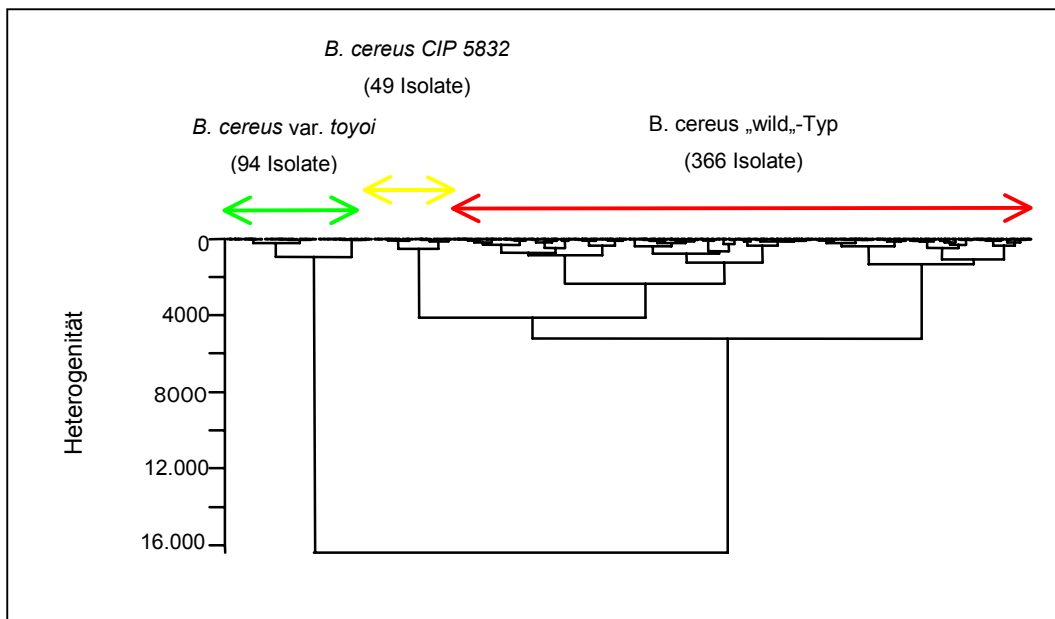 B. cereus CIP 5832
(49 Isolate)
B. cereus var. toyoi
(94 Isolate)
B. cereus „wild„-Typ
(366 Isolate)
Heterogenität
0
4000
8000
12.000
16.000